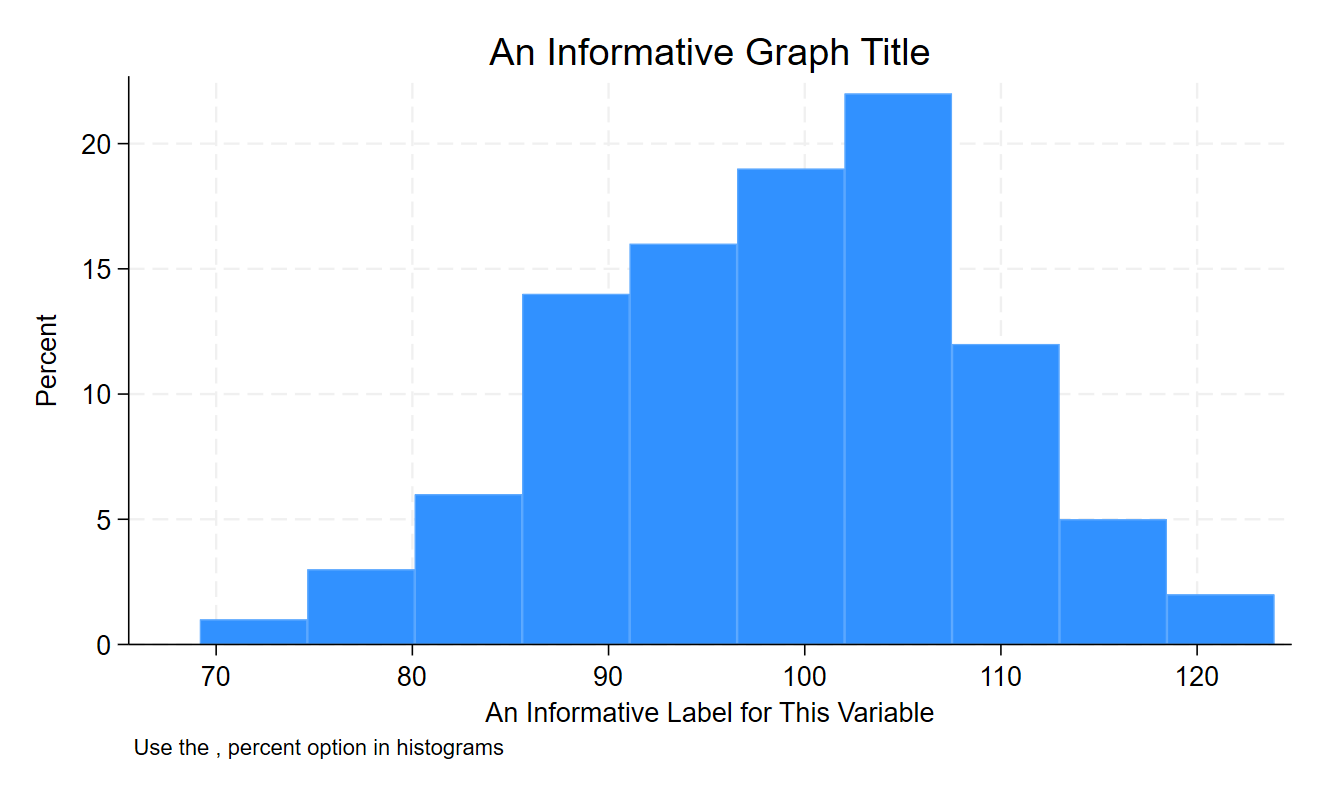 An Informative Graph Title
20
15
10
5
0
Percent
70 80 90 100 110 120
An Informative Label for This Variable
Use the , percent option in histograms